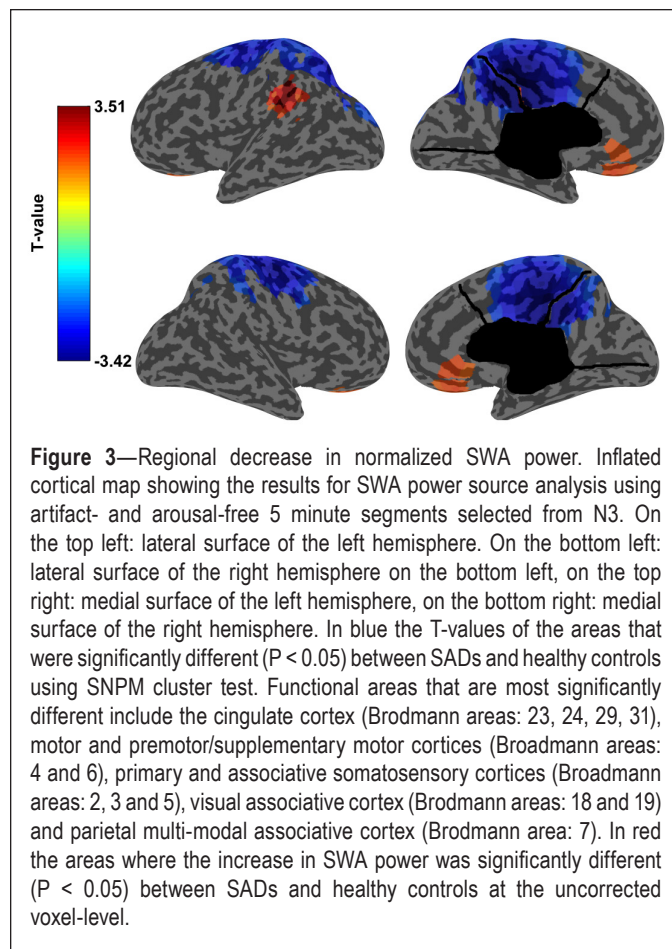 3.51
T-value
-3.42
Figure 3—Regional decrease in normalized SWA power. Inflated
cortical map showing the results for SWA power source analysis using
artifact- and arousal-free 5 minute segments selected from N3. On
the top left: lateral surface of the left hemisphere. On the bottom left:
lateral surface of the right hemisphere on the bottom left, on the top
right: medial surface of the left hemisphere, on the bottom right: medial
surface of the right hemisphere. In blue the T-values of the areas that
were significantly different (P < 0.05) between SADs and healthy controls
using SNPM cluster test. Functional areas that are most significantly
different include the cingulate cortex (Brodmann areas: 23, 24, 29, 31),
motor and premotor/supplementary motor cortices (Broadmann areas:
4 and 6), primary and associative somatosensory cortices (Broadmann
areas: 2, 3 and 5), visual associative cortex (Brodmann areas: 18 and 19)
and parietal multi-modal associative cortex (Brodmann area: 7). In red
the areas where the increase in SWA power was significantly different
(P < 0.05) between SADs and healthy controls at the uncorrected
voxel-level.